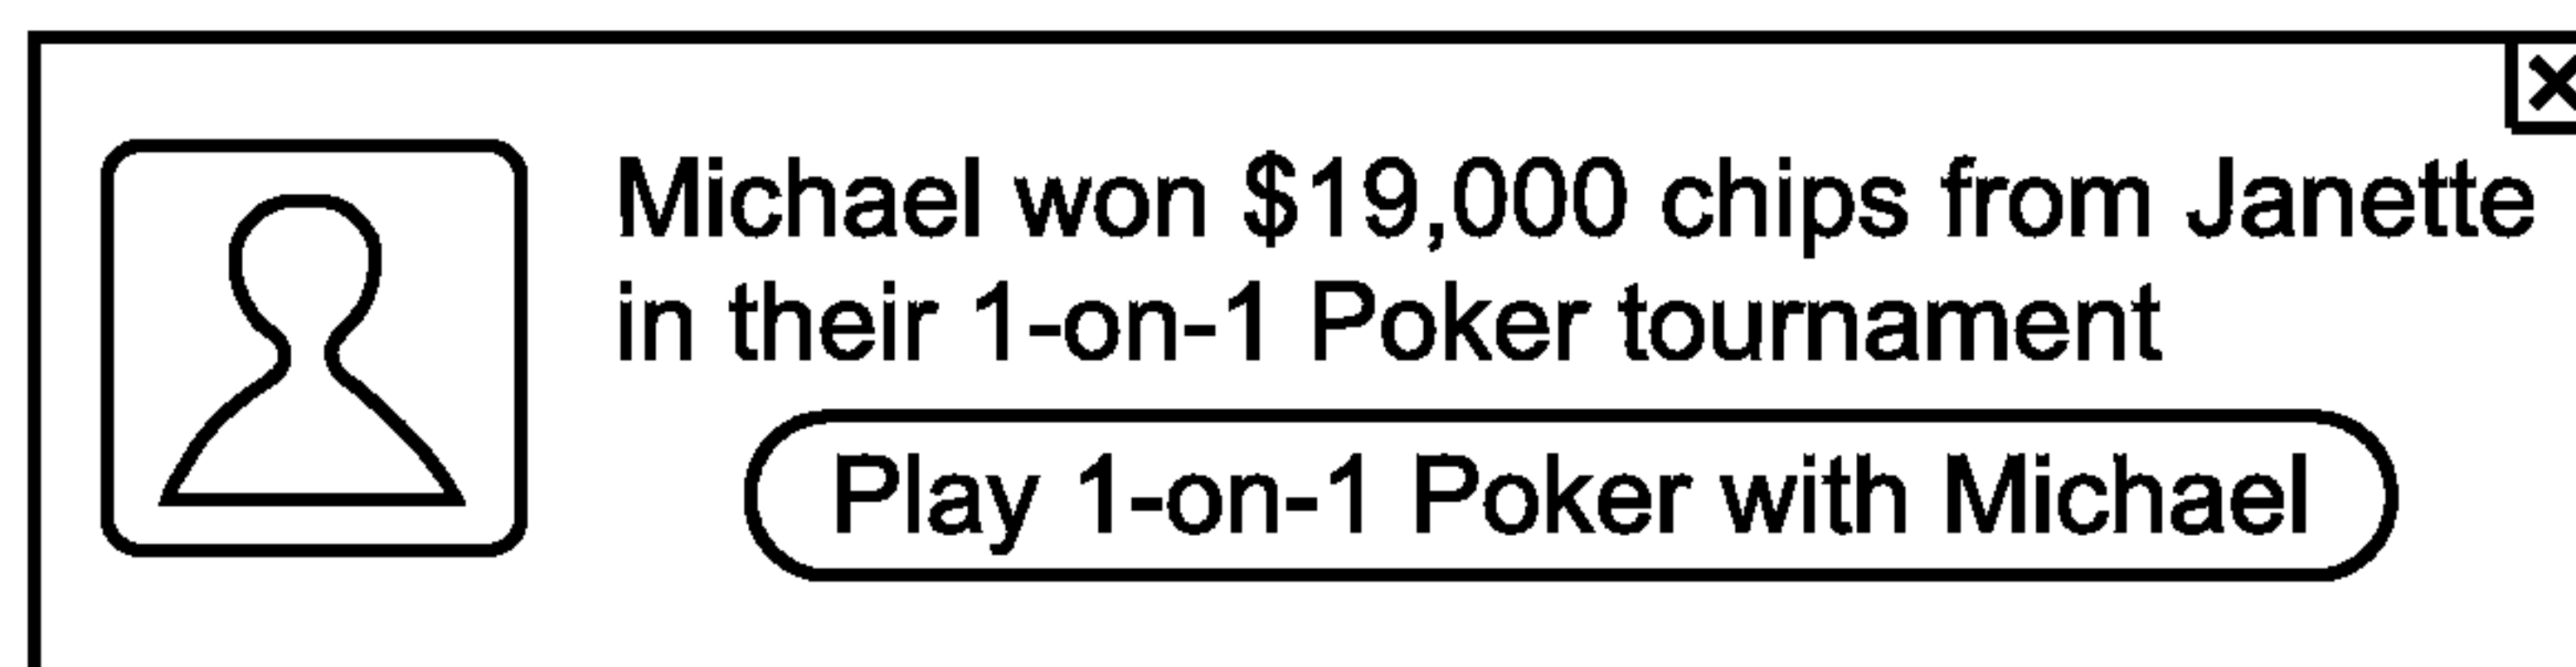 Michael won $19,000 chips from Janette
in their 1-on-1 Poker tournament
Play 1-on-1 Poker with Michael